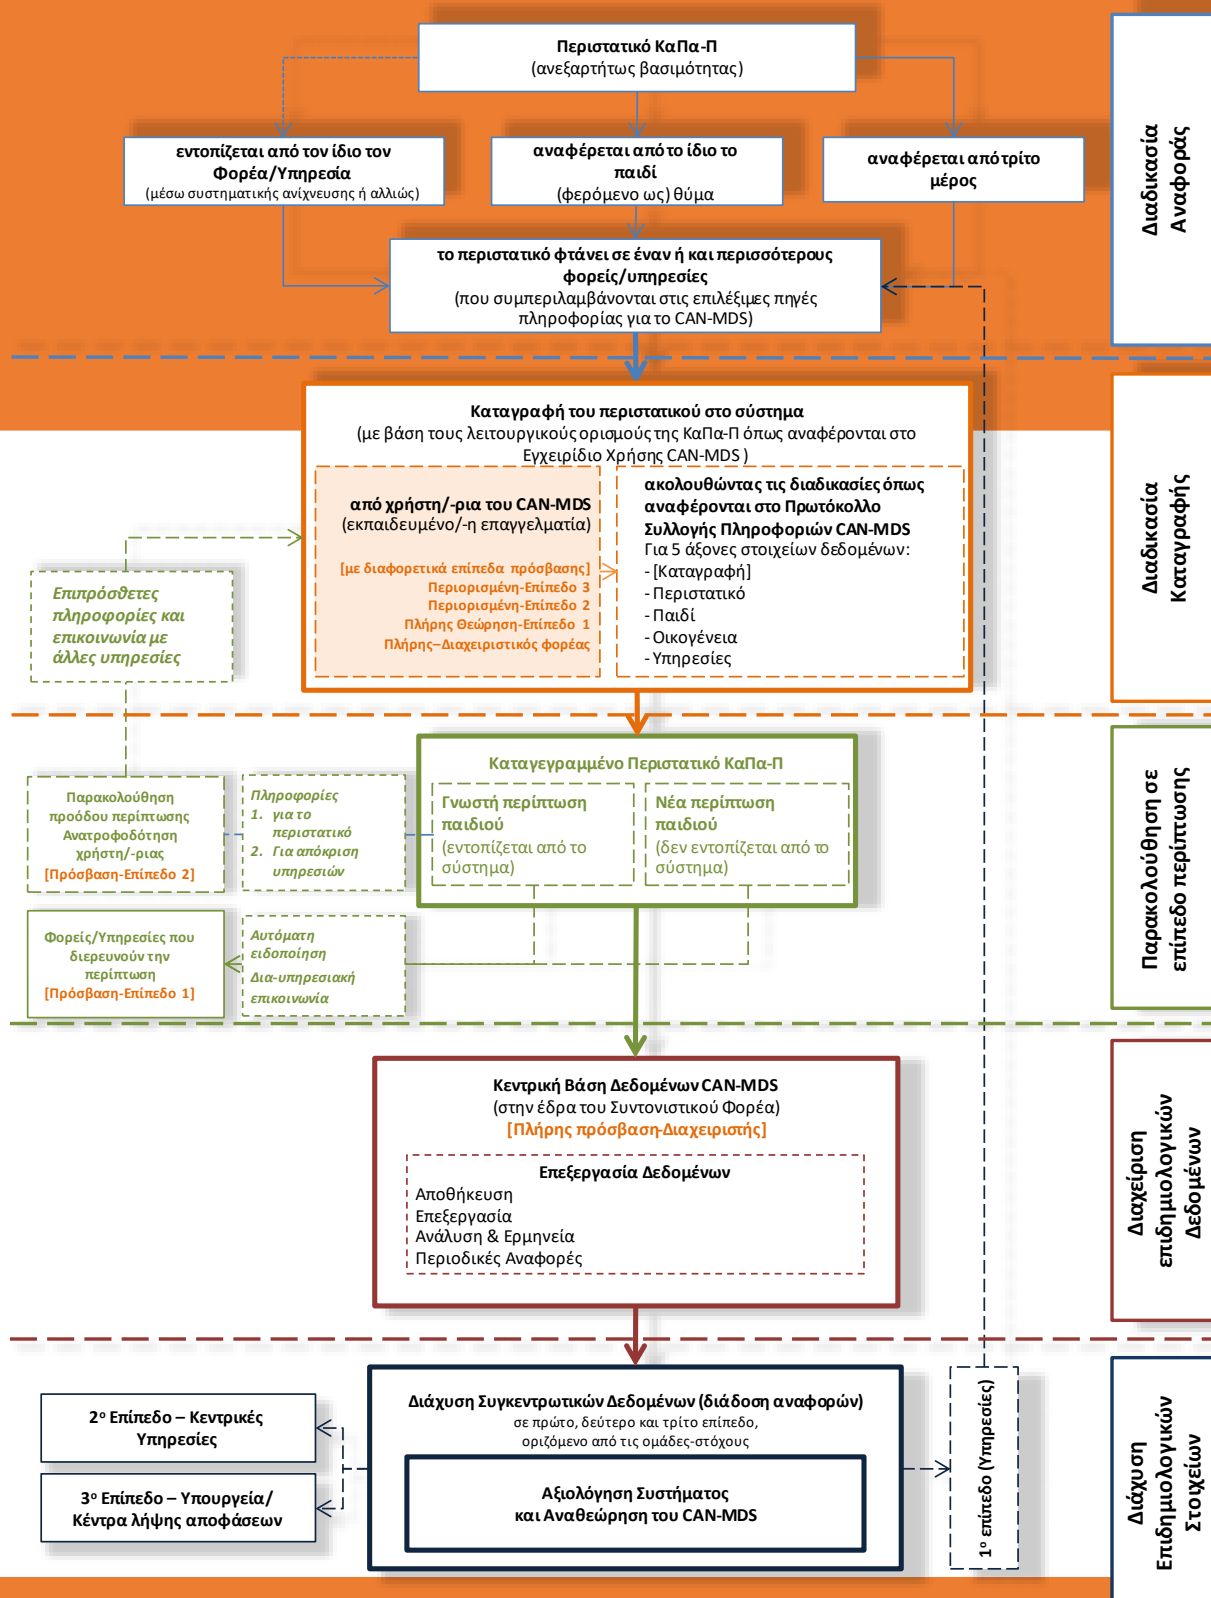 Περιστατικό ΚαΠα-Π
(ανεξαρτήτως βασιμότητας)
εντοπίζεται από τον ίδιο τον
Φορέα/Υπηρεσία
(μέσω συστηματικής ανίχνευσης ή αλλιώς)
αναφέρεται από το ίδιο το
παιδί
(φερόμενο ως) θύμα
αναφέρεται από τρίτο
μέρος
το περιστατικό φτάνει σε έναν ή και περισσότερους
φορείς/υπηρεσίες
(που συμπεριλαμβάνονται στις επιλέξιμες πηγές
πληροφορίας για το CAN-MDS)
Διαδικασία
Αναφοράς
Καταγραφή του περιστατικού στο σύστημα
(με βάση τους λειτουργικούς ορισμούς της ΚαΠα-Π όπως αναφέρονται στο
Εγχειρίδιο Χρήσης CAN-MDS )
από χρήστη/-ρια του CAN-MDS
(εκπαιδευμένο/-η επαγγελματία)
[με διαφορετικά επίπεδα πρόσβασης]
Περιορισμένη-Επίπεδο 3
Περιορισμένη-Επίπεδο 2
Πλήρης Θεώρηση-Επίπεδο 1
Πλήρης–Διαχειριστικός φορέας
ακολουθώντας τις διαδικασίες όπως
αναφέρονται στο Πρωτόκολλο
Συλλογής Πληροφοριών CAN-MDS
Για 5 άξονες στοιχείων δεδομένων:
- [Καταγραφή]
- Περιστατικό
- Παιδί
- Οικογένεια
- Υπηρεσίες
Διαδικασία
Καταγραφής
Επιπρόσθετες
πληροφορίες και
επικοινωνία με
άλλες υπηρεσίες
Καταγεγραμμένο Περιστατικό ΚαΠα-Π
Γνωστή περίπτωση
παιδιού
(εντοπίζεται από το
σύστημα)
Νέα περίπτωση
παιδιού
(δεν εντοπίζεται από το
σύστημα)
Πληροφορίες
1. για το
περιστατικό
2. Για απόκριση
υπηρεσιών
Παρακολούθηση
προόδου περίπτωσης
Ανατροφοδότηση
χρήστη/-ριας
[Πρόσβαση-Επίπεδο 2]
Φορείς/Υπηρεσίες που
διερευνούν την
περίπτωση
[Πρόσβαση-Επίπεδο 1]
Αυτόματη
ειδοποίηση
Δια-υπηρεσιακή
επικοινωνία
Παρακολούθηση σε
επίπεδο περίπτωσης
Κεντρική Βάση Δεδομένων CAN-MDS
(στην έδρα του Συντονιστικού Φορέα)
[Πλήρης πρόσβαση-Διαχειριστής]
Επεξεργασία Δεδομένων
Αποθήκευση
Επεξεργασία
Ανάλυση & Ερμηνεία
Περιοδικές Αναφορές
Διαχείριση
επιδημιολογικών
Δεδομένων
Διάχυση Συγκεντρωτικών Δεδομένων (διάδοση αναφορών)
σε πρώτο, δεύτερο και τρίτο επίπεδο,
οριζόμενο από τις ομάδες-στόχους
Αξιολόγηση Συστήματος
και Αναθεώρηση του CAN-MDS
2ο Επίπεδο – Κεντρικές
Υπηρεσίες
3ο Επίπεδο – Υπουργεία/
Κέντρα λήψης αποφάσεων
1ο επίπεδο (Υπηρεσίες)
Διάχυση
Επιδημιολογικών
Στοιχείων